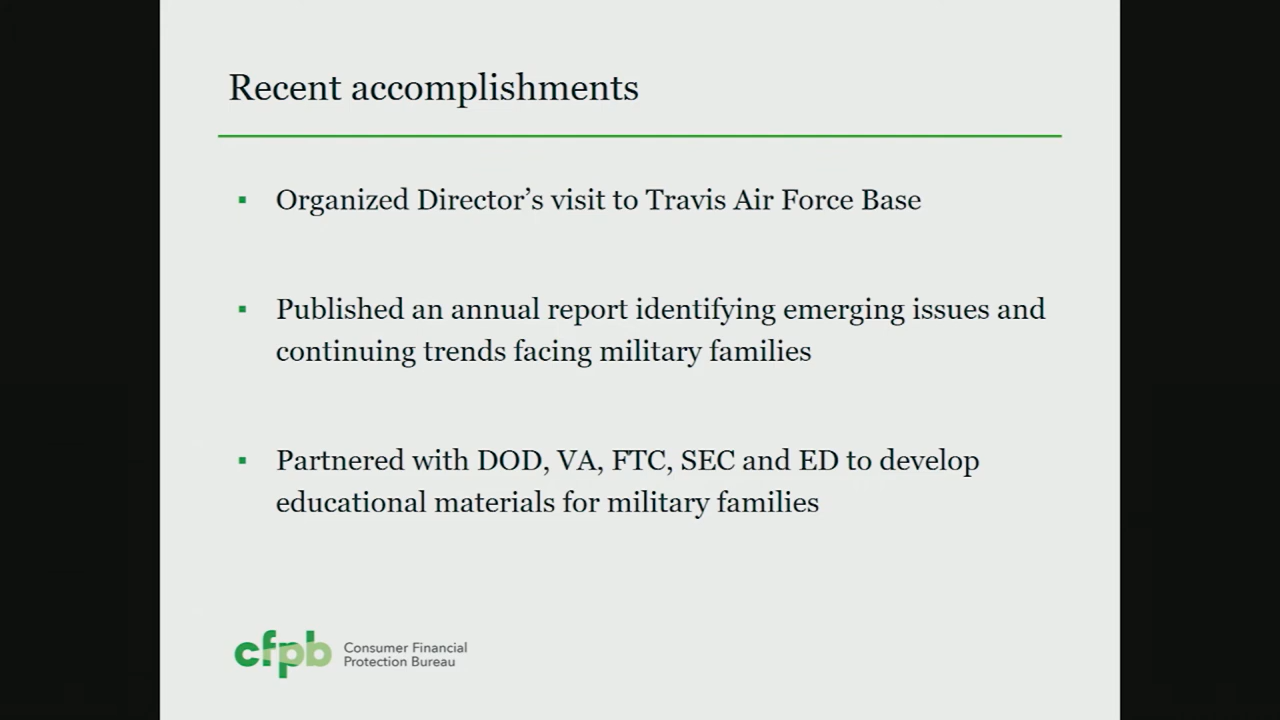 Recent accomplishments
▪ Organized Director’s visit to Travis Air Force Base
▪ Published an annual report identifying emerging issues and
continuing trends facing military families
▪ Partnered with DOD, VA, FTC, SEC and ED to develop
educational materials for military families
cfpb Consumer Financial
Protection Bureau